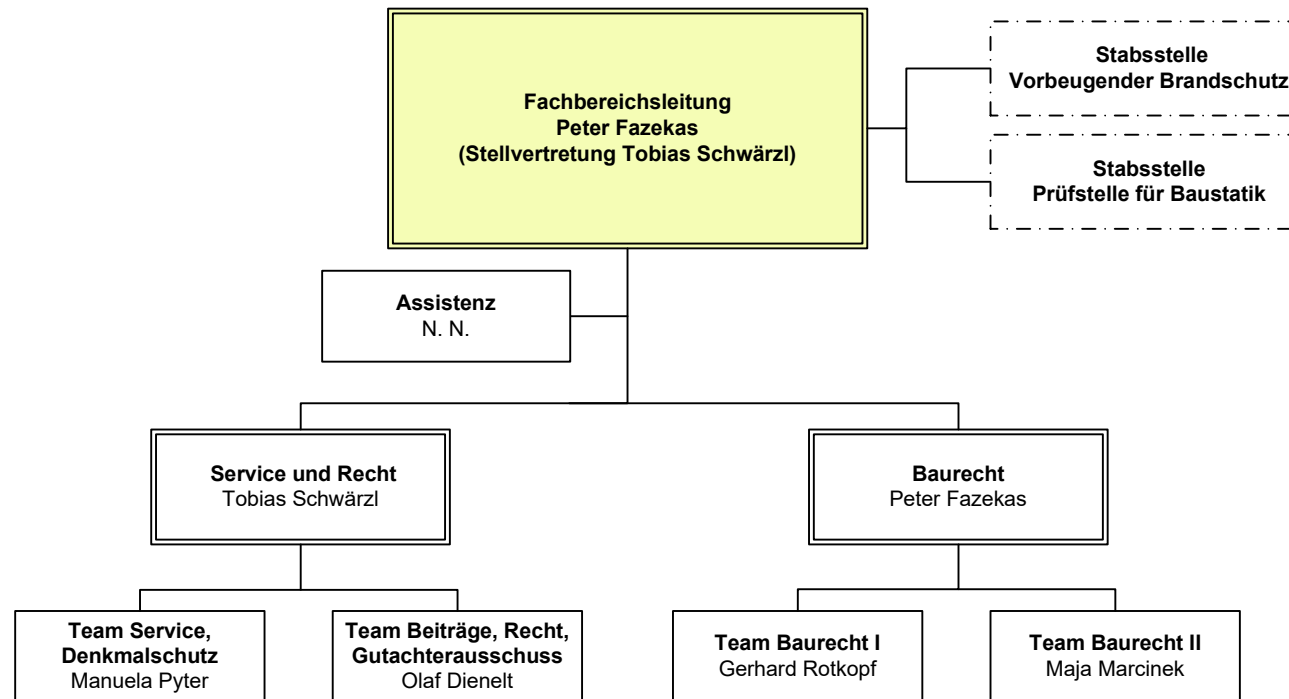 Fachbereichsleitung
Peter Fazekas
(Stellvertretung Tobias Schwärzl)
Stabsstelle
Vorbeugender Brandschutz
Stabsstelle
Prüfstelle für Baustatik
Assistenz
N. N.
Service und Recht
Tobias Schwärzl
Baurecht
Peter Fazekas
Team Service,
Denkmalschutz
Manuela Pyter
Team Beiträge, Recht,
Gutachterausschuss
Olaf Dienelt
Team Baurecht I
Gerhard Rotkopf
Team Baurecht II
Maja Marcinek